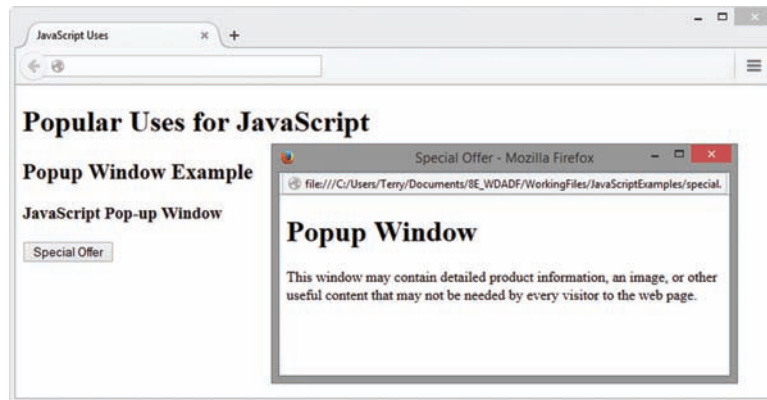 JavaScript Uses
Popular Uses for JavaScript
Popup Window Example
JavaScript Pop-up Window
Special Offer
Special Offer - Mozilla Firefox
file:///C:/Users/Terry/Documents/8E_WDADF/WorkingFiles/JavaScriptExamples/special.
Popup Window
This window may contain detailed product information, an image, or other
useful content that may not be needed by every visitor to the web page.